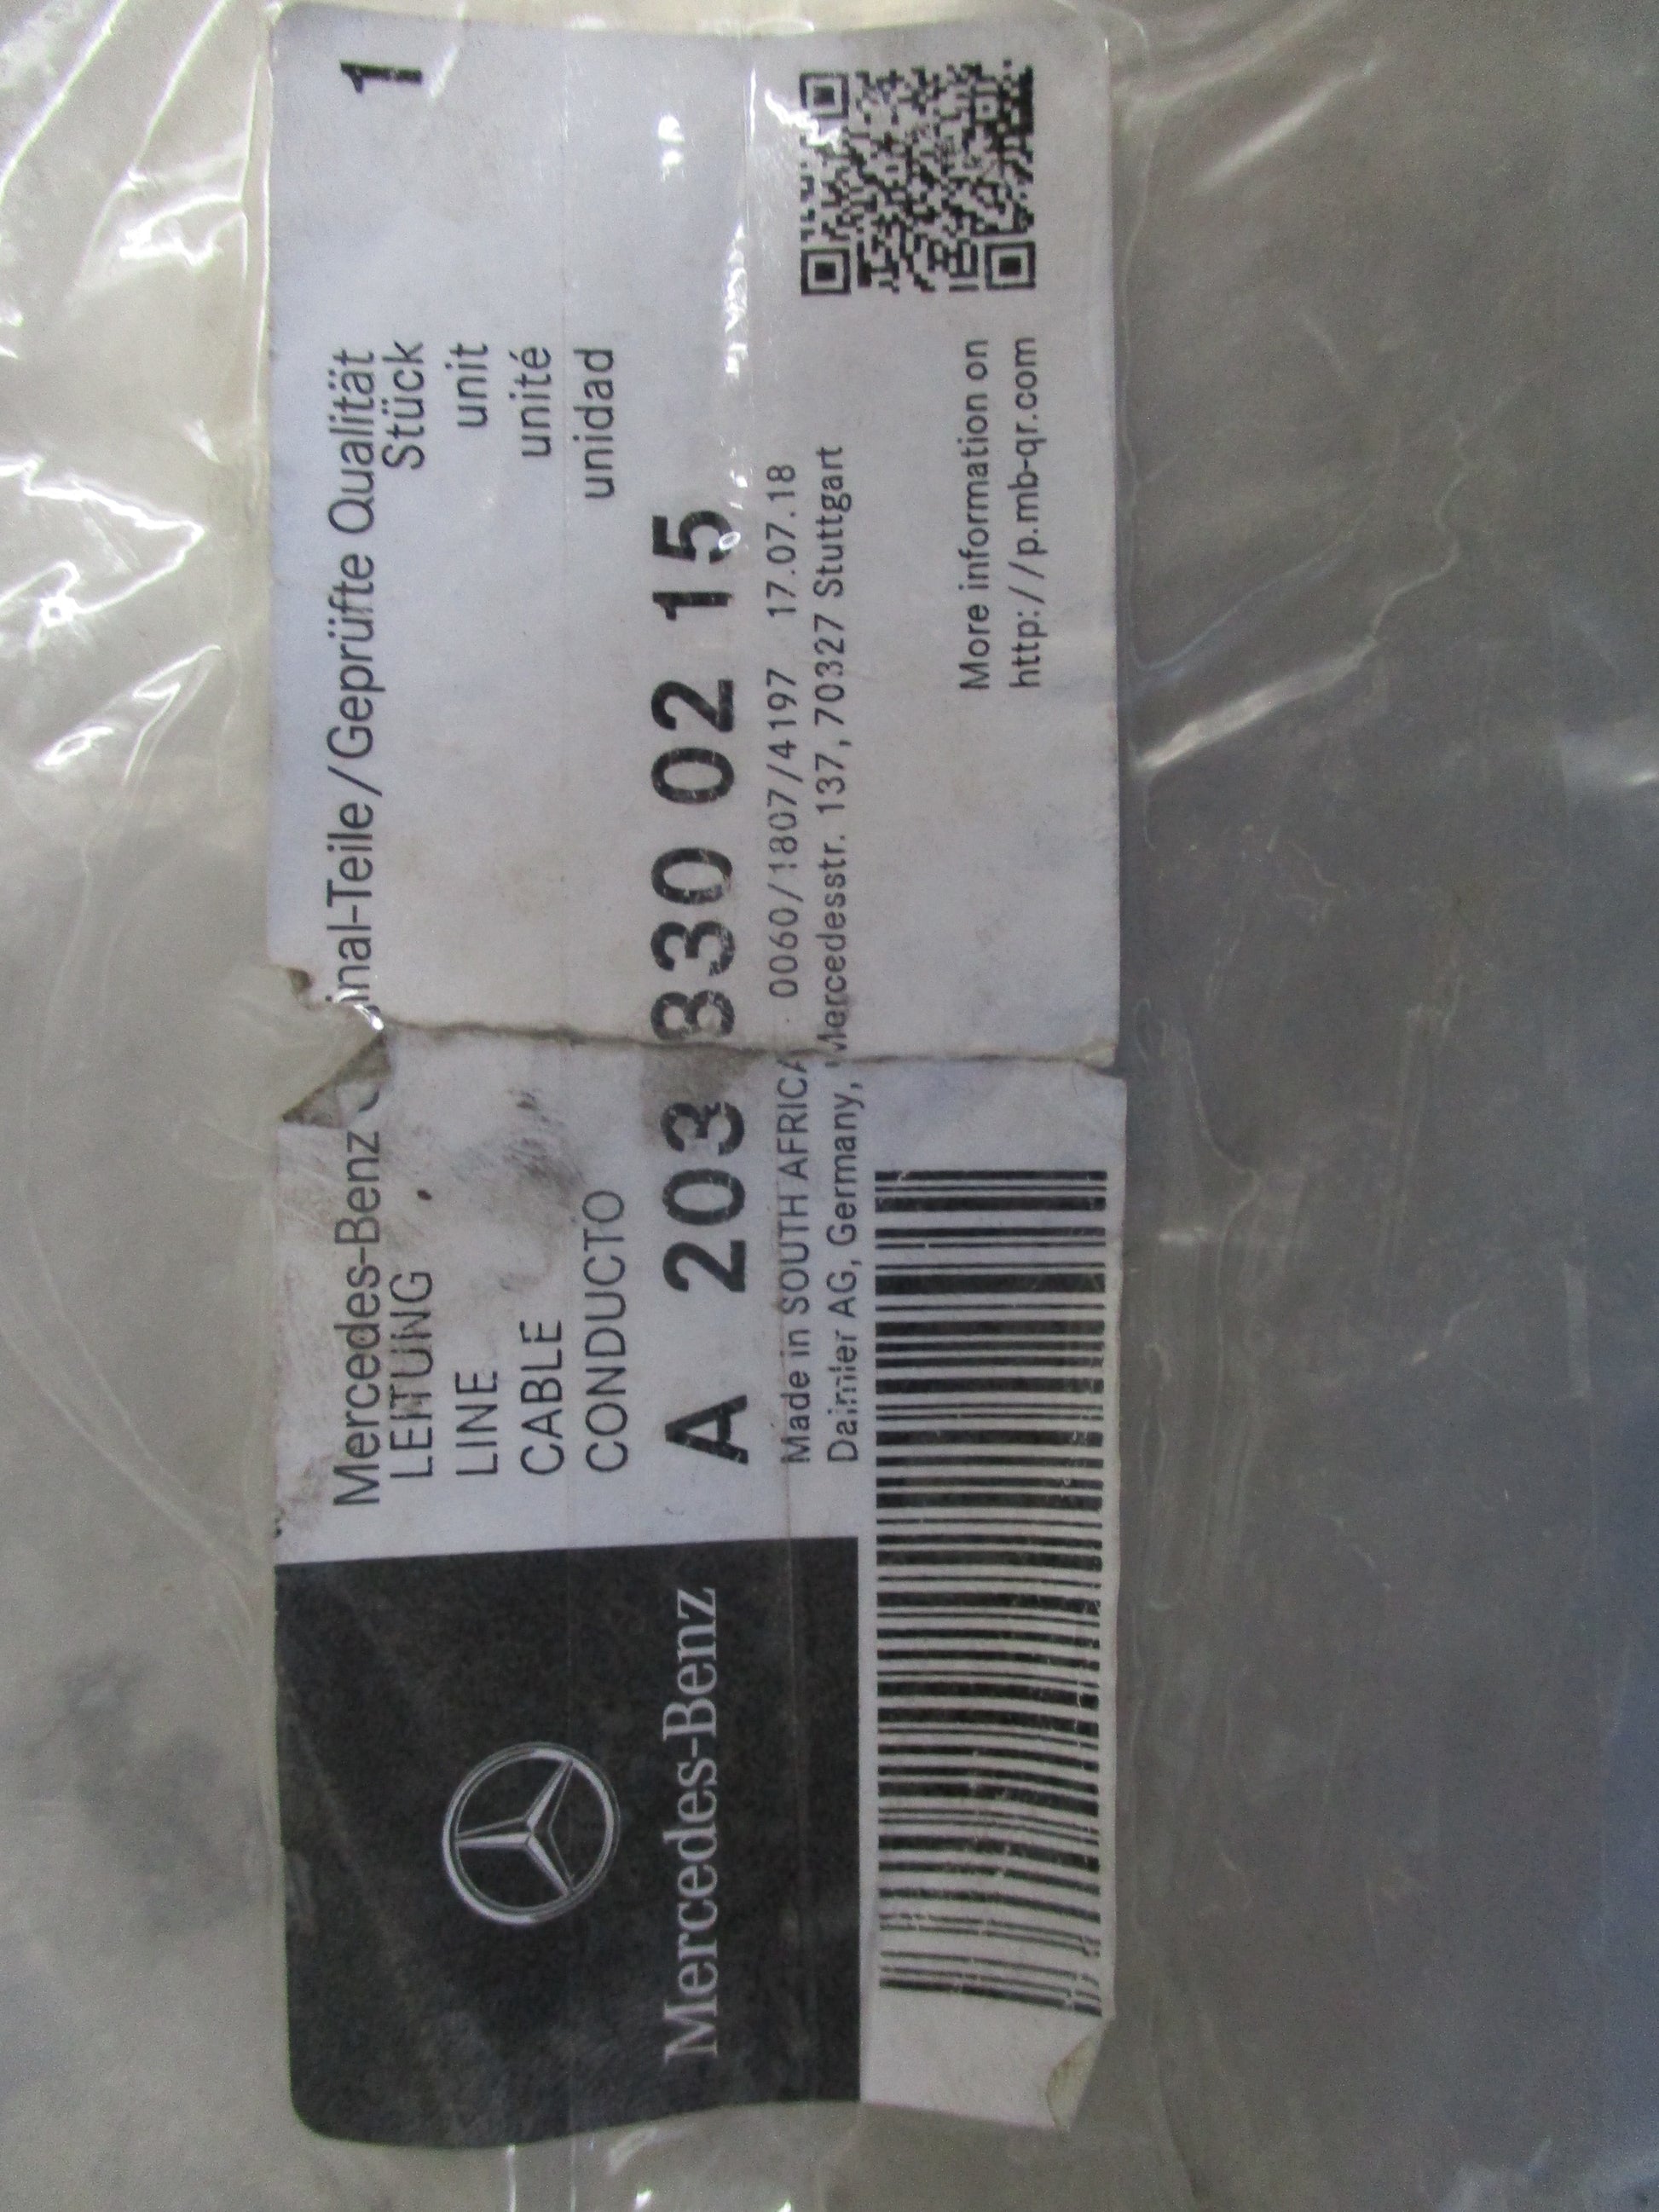 Mercedes-Benz inal-Teile/Geprüfte Qualität
LEITUNG Stück 1
LINE unit
CABLE unité
CONDUCTO unidad
A 203 830 02 15
Made in SOUTH AFRICA 0060/1807/4197 17.07.18
Daimler AG, Germany, Mercedesstr. 137, 70327 Stuttgart
More information on
http://p.mb-qr.com
Mercedes-Benz